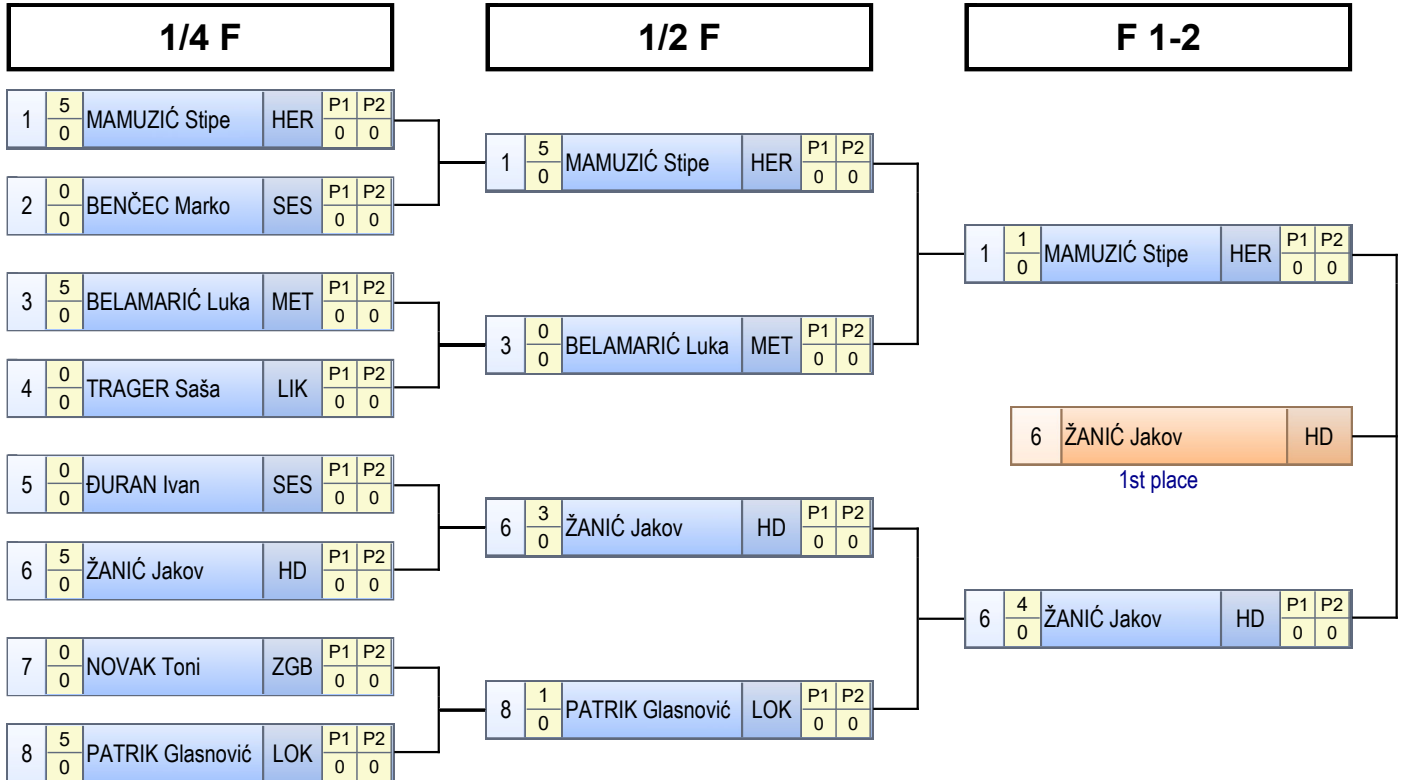 1/4 F
1/2 F
F 1-2
1 5 0 MAMUZIĆ Stipe HER P1 P2 0 0
2 0 0 BENČEC Marko SES P1 P2 0 0
3 5 0 BELAMARIĆ Luka MET P1 P2 0 0
4 0 0 TRAGER Saša LIK P1 P2 0 0
5 0 0 ĐURAN Ivan SES P1 P2 0 0
6 5 0 ŽANIĆ Jakov HD P1 P2 0 0
7 0 0 NOVAK Toni ZGB P1 P2 0 0
8 5 0 PATRIK Glasnović LOK P1 P2 0 0
1 5 0 MAMUZIĆ Stipe HER P1 P2 0 0
3 0 0 BELAMARIĆ Luka MET P1 P2 0 0
6 3 0 ŽANIĆ Jakov HD P1 P2 0 0
8 1 0 PATRIK Glasnović LOK P1 P2 0 0
1 1 0 MAMUZIĆ Stipe HER P1 P2 0 0
6 ŽANIĆ Jakov HD
1st place
6 4 0 ŽANIĆ Jakov HD P1 P2 0 0